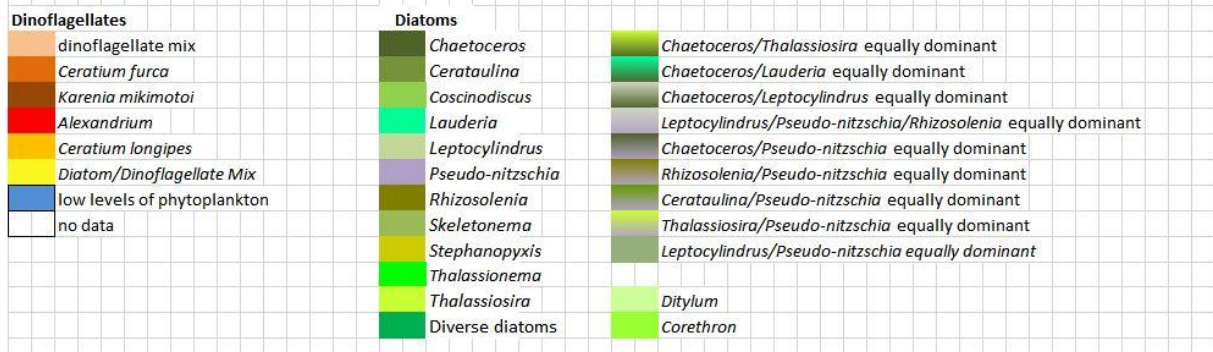 Dinoflagellates
dinoflagellate mix
Ceratium furca
Karenia mikimotoi
Alexandrium
Ceratium longipes
Diatom/Dinoflagellate Mix
low levels of phytoplankton
no data
Diatoms
Chaetoceros
Cerataulina
Coscinodiscus
Lauderia
Leptocylindrus
Pseudo-nitzschia
Rhizosolenia
Skeletonema
Stephanopyxis
Thalassionema
Thalassiosira
Diverse diatoms
Chaetoceros/Thalassiosira equally dominant
Chaetoceros/Lauderia equally dominant
Chaetoceros/Leptocylindrus equally dominant
Leptocylindrus/Pseudo-nitzschia/Rhizosolenia equally dominant
Chaetoceros/Pseudo-nitzschia equally dominant
Rhizosolenia/Pseudo-nitzschia equally dominant
Cerataulina/Pseudo-nitzschia equally dominant
Thalassiosira/Pseudo-nitzschia equally dominant
Leptocylindrus/Pseudo-nitzschia equally dominant
Ditylum
Corethron